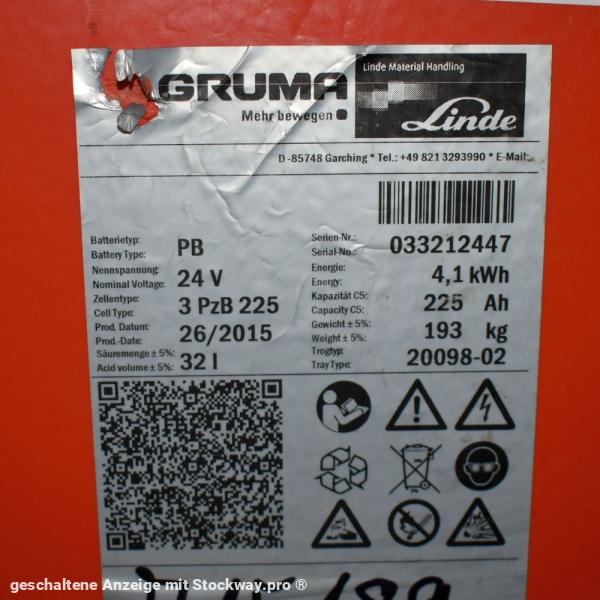 GRUMA
Mehr bewegen
Linde Material Handling
Linde
D -85748 Garching * Tel.: +49 821 3293990 * E-Mail:
Batterietyp:
Battery Type: PB
Nennspannung:
Nominal Voltage: 24 V
Zellentype:
Cell Type: 3 PzB 225
Prod. Datum:
Prod.-Date: 26/2015
Säuremenge ± 5%:
Acid volume ± 5%: 32 l
Serien-Nr.:
Serial-No.: 033212447
Energie:
Energy: 4,1 kWh
Kapazität C5:
Capacity C5: 225 Ah
Gewicht ± 5%:
Weight ± 5%: 193 kg
Trogtyp:
Tray Type: 20098-02
geschaltene Anzeige mit Stockway.pro ®